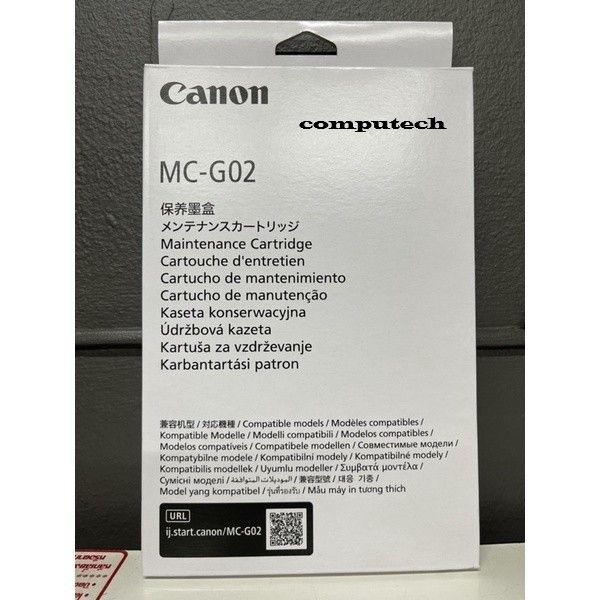 Canon
computech
MC-G02
保养墨盒
メンテナンスカートリッジ
Maintenance Cartridge
Cartouche d'entretien
Cartucho de mantenimiento
Cartucho de manutenção
Kaseta konserwacyjna
Údržbová kazeta
Kartuša za vzdrževanje
Karbantartási patron
兼容机型 / 対応機種 / Compatible models / Modèles compatibles /
Kompatible Modelle / Modelli compatibili / Modelos compatibles /
Modelos compatíveis / Compatibele modellen / Совместимые модели /
Kompatybilne modele / Kompatibilní modely / Kompatibilné modely /
Kompatibilis modellek / Uyumlu modeller / Συμβατά μοντέλα /
Сумісні моделі / الموديلات المتوافقة / 兼容型號 / 대응 기종 /
Model yang kompatibel / รุ่นที่รองรับ / Mẫu máy in tương thích
URL
ij.start.canon/MC-G02